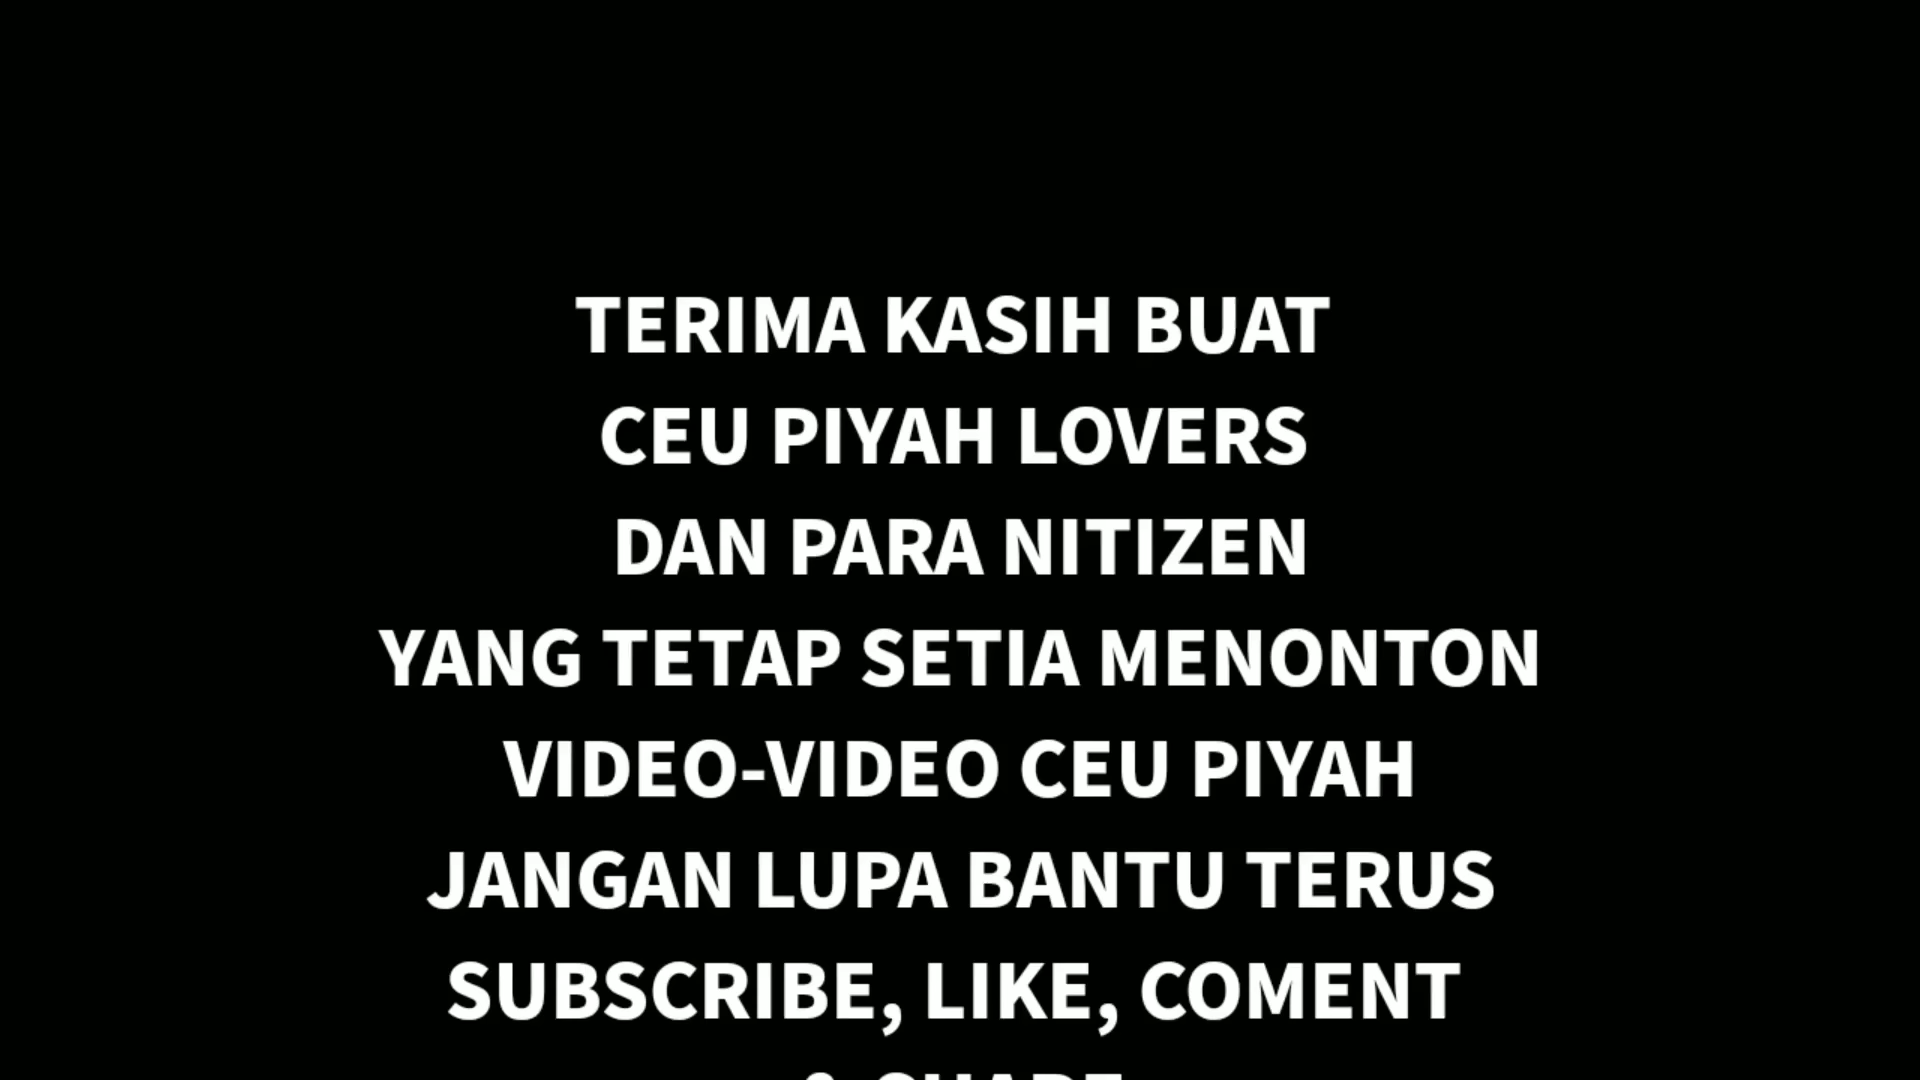 TERIMA KASIH BUAT
CEU PIYAH LOVERS
DAN PARA NITIZEN
YANG TETAP SETIA MENONTON
VIDEO-VIDEO CEU PIYAH
JANGAN LUPA BANTU TERUS
SUBSCRIBE, LIKE, COMENT
& SHARE